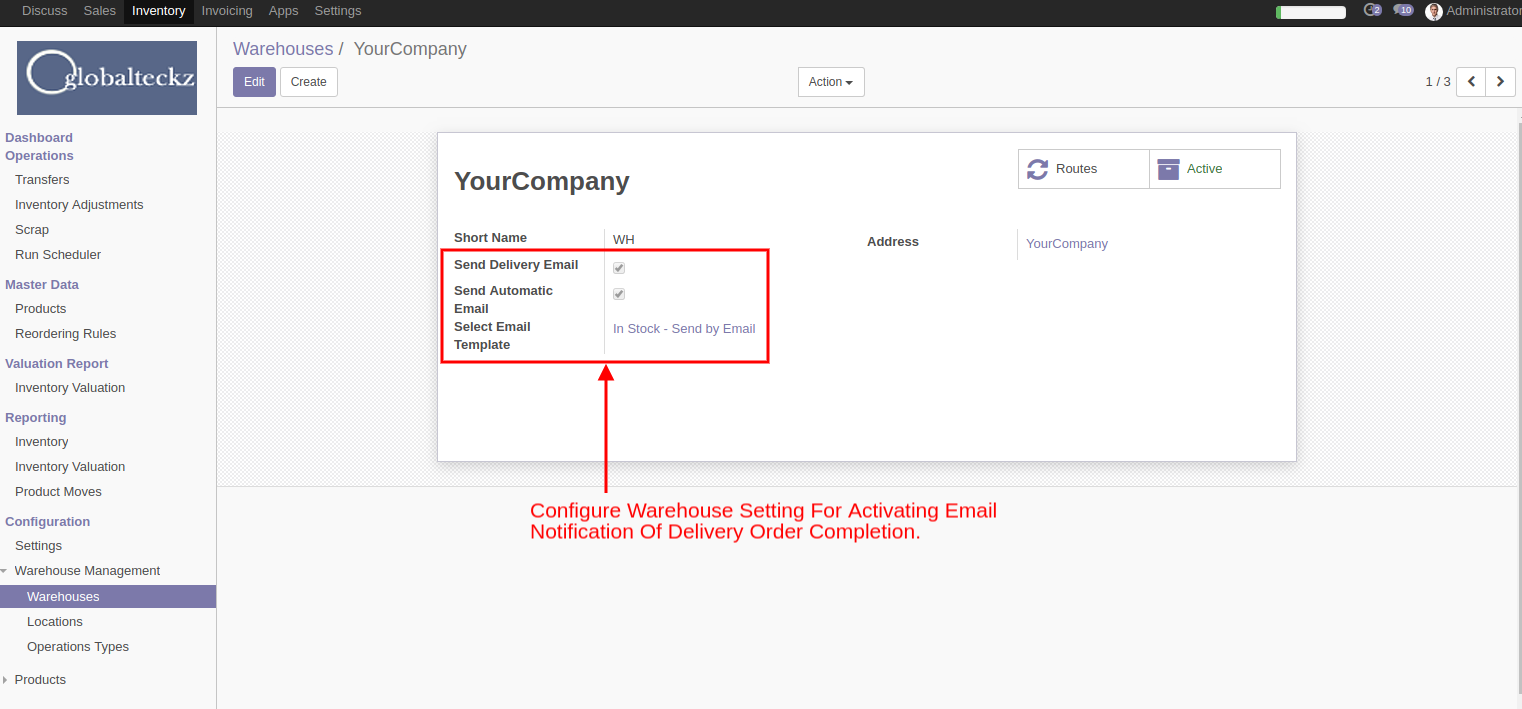 Discuss Sales Inventory Invoicing Apps Settings 2 10 Administrator
globalteckz
Dashboard
Operations
Transfers
Inventory Adjustments
Scrap
Run Scheduler
Master Data
Products
Reordering Rules
Valuation Report
Inventory Valuation
Reporting
Inventory
Inventory Valuation
Product Moves
Configuration
Settings
Warehouse Management
Warehouses
Locations
Operations Types
Products
Warehouses / YourCompany
Edit Create Action 1 / 3
Routes Active
YourCompany
Short Name WH
Address YourCompany
Send Delivery Email
Send Automatic
Email
Select Email
Template
In Stock - Send by Email
Configure Warehouse Setting For Activating Email
Notification Of Delivery Order Completion.